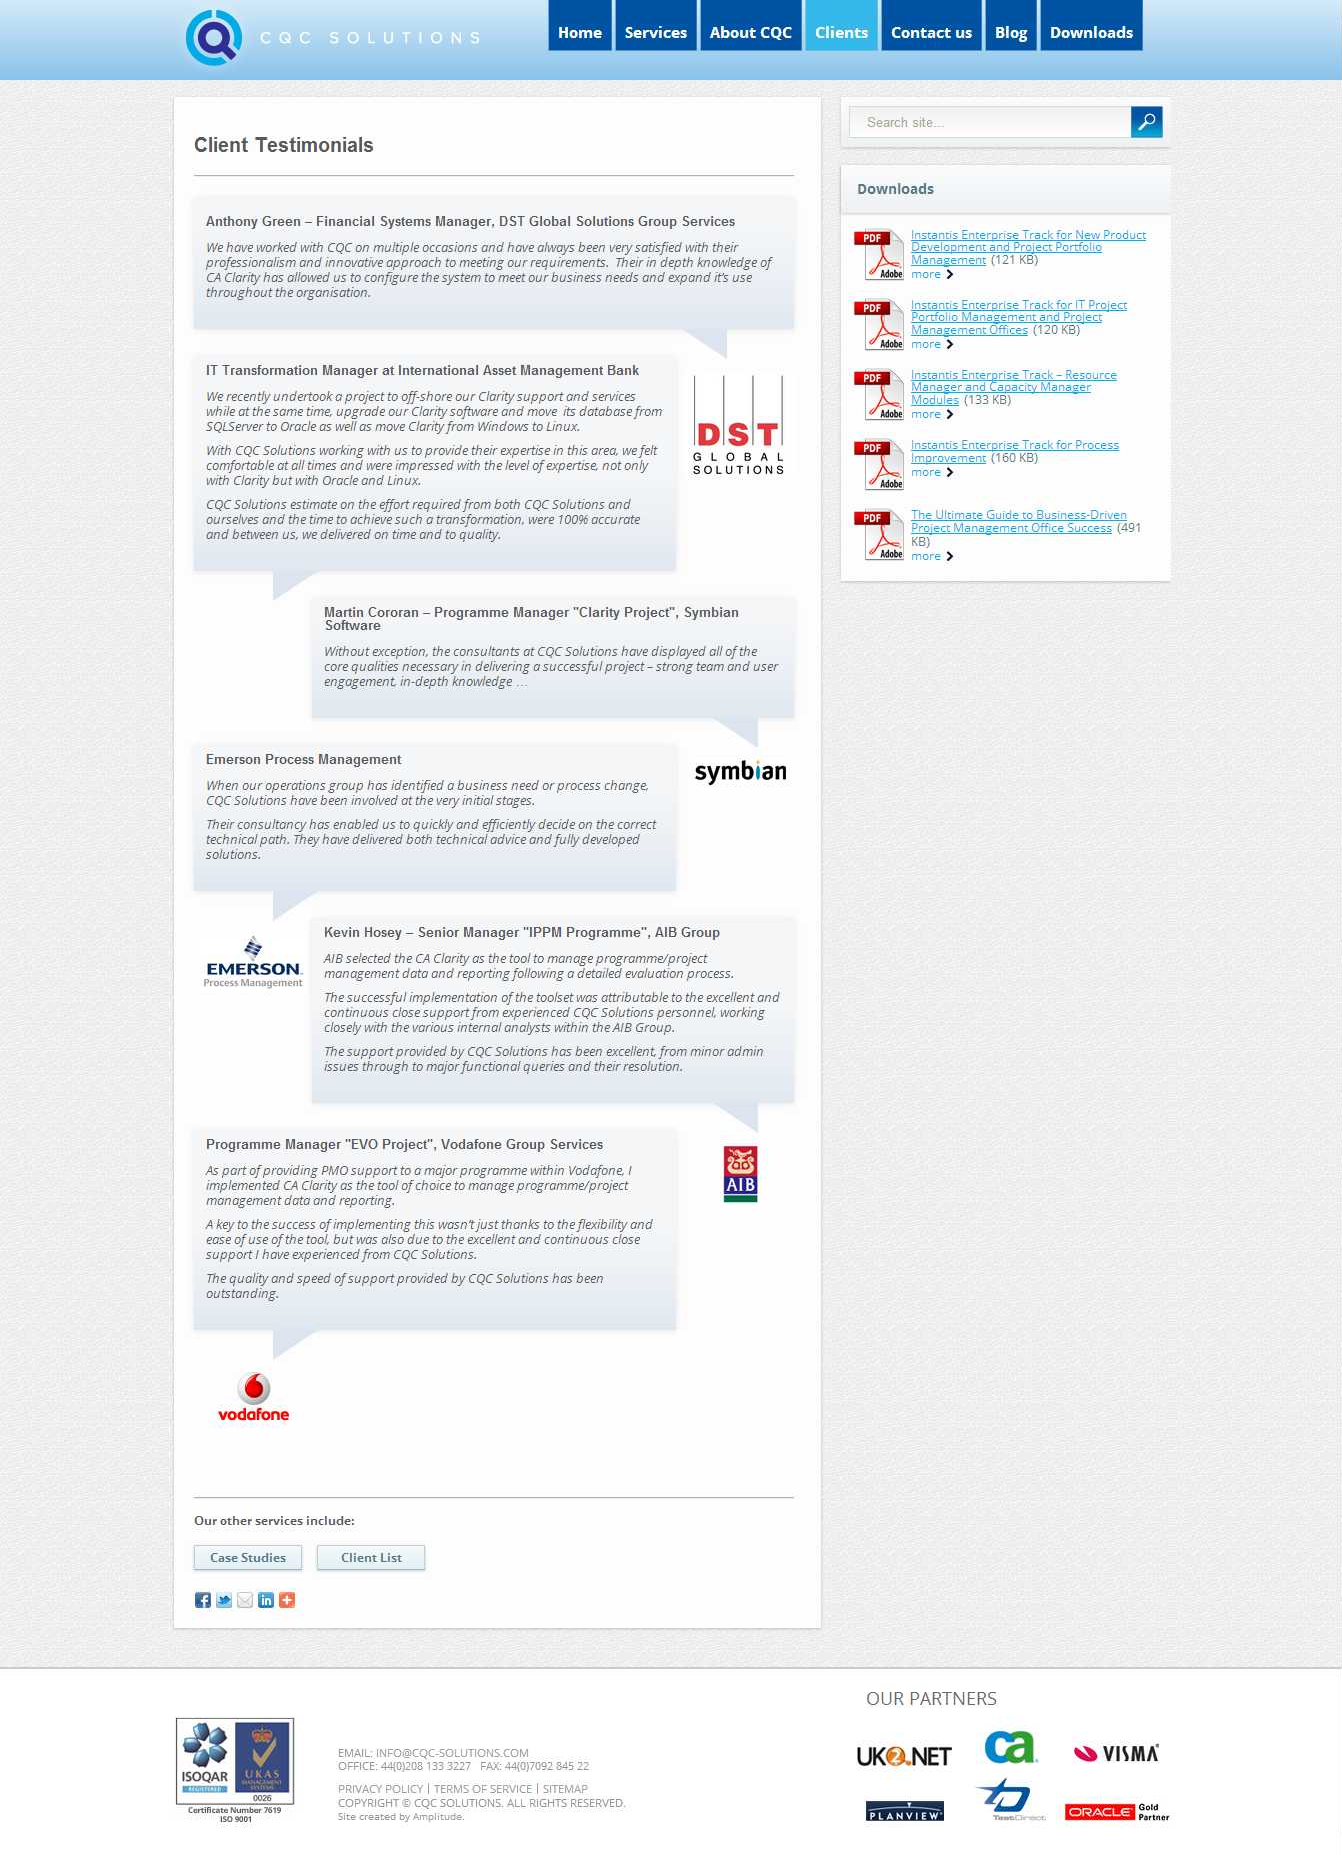 CQC SOLUTIONS
Home
Services
About CQC
Clients
Contact us
Blog
Downloads
Search site...
Client Testimonials
Anthony Green – Financial Systems Manager, DST Global Solutions Group Services
We have worked with CQC on multiple occasions and have always been very satisfied with their
professionalism and innovative approach to meeting our requirements.  Their in depth knowledge of
CA Clarity has allowed us to configure the system to meet our business needs and expand it's use
throughout the organisation.
IT Transformation Manager at International Asset Management Bank
We recently undertook a project to off-shore our Clarity support and services
while at the same time, upgrade our Clarity software and move  its database from
SQLServer to Oracle as well as move Clarity from Windows to Linux.
With CQC Solutions working with us to provide their expertise in this area, we felt
comfortable at all times and were impressed with the level of expertise, not only
with Clarity but with Oracle and Linux.
CQC Solutions estimate on the effort required from both CQC Solutions and
ourselves and the time to achieve such a transformation, were 100% accurate
and between us, we delivered on time and to quality.
DST
GLOBAL
SOLUTIONS
Martin Cororan – Programme Manager "Clarity Project", Symbian
Software
Without exception, the consultants at CQC Solutions have displayed all of the
core qualities necessary in delivering a successful project – strong team and user
engagement, in-depth knowledge …
Emerson Process Management
When our operations group has identified a business need or process change,
CQC Solutions have been involved at the very initial stages.
Their consultancy has enabled us to quickly and efficiently decide on the correct
technical path. They have delivered both technical advice and fully developed
solutions.
symbian
EMERSON.
Process Management
Kevin Hosey – Senior Manager "IPPM Programme", AIB Group
AIB selected the CA Clarity as the tool to manage programme/project
management data and reporting following a detailed evaluation process.
The successful implementation of the toolset was attributable to the excellent and
continuous close support from experienced CQC Solutions personnel, working
closely with the various internal analysts within the AIB Group.
The support provided by CQC Solutions has been excellent, from minor admin
issues through to major functional queries and their resolution.
Programme Manager "EVO Project", Vodafone Group Services
As part of providing PMO support to a major programme within Vodafone, I
implemented CA Clarity as the tool of choice to manage programme/project
management data and reporting.
A key to the success of implementing this wasn't just thanks to the flexibility and
ease of use of the tool, but was also due to the excellent and continuous close
support I have experienced from CQC Solutions.
The quality and speed of support provided by CQC Solutions has been
outstanding.
AIB
vodafone
Our other services include:
Case Studies
Client List
Downloads
PDF
Adobe
Instantis Enterprise Track for New Product
Development and Project Portfolio
Management (121 KB)
more
PDF
Adobe
Instantis Enterprise Track for IT Project
Portfolio Management and Project
Management Offices (120 KB)
more
PDF
Adobe
Instantis Enterprise Track – Resource
Manager and Capacity Manager
Modules (133 KB)
more
PDF
Adobe
Instantis Enterprise Track for Process
Improvement (160 KB)
more
PDF
Adobe
The Ultimate Guide to Business-Driven
Project Management Office Success (491
KB)
more
ISOQAR
REGISTERED
UKAS
MANAGEMENT
SYSTEMS
0026
Certificate Number 7619
ISO 9001
EMAIL: INFO@CQC-SOLUTIONS.COM
OFFICE: 44(0)208 133 3227   FAX: 44(0)7092 845 22
PRIVACY POLICY | TERMS OF SERVICE | SITEMAP
COPYRIGHT © CQC SOLUTIONS. ALL RIGHTS RESERVED.
Site created by Amplitude.
OUR PARTNERS
UK2.NET
ca
VISMA
PLANVIEW
TestDirect
ORACLE
Gold
Partner